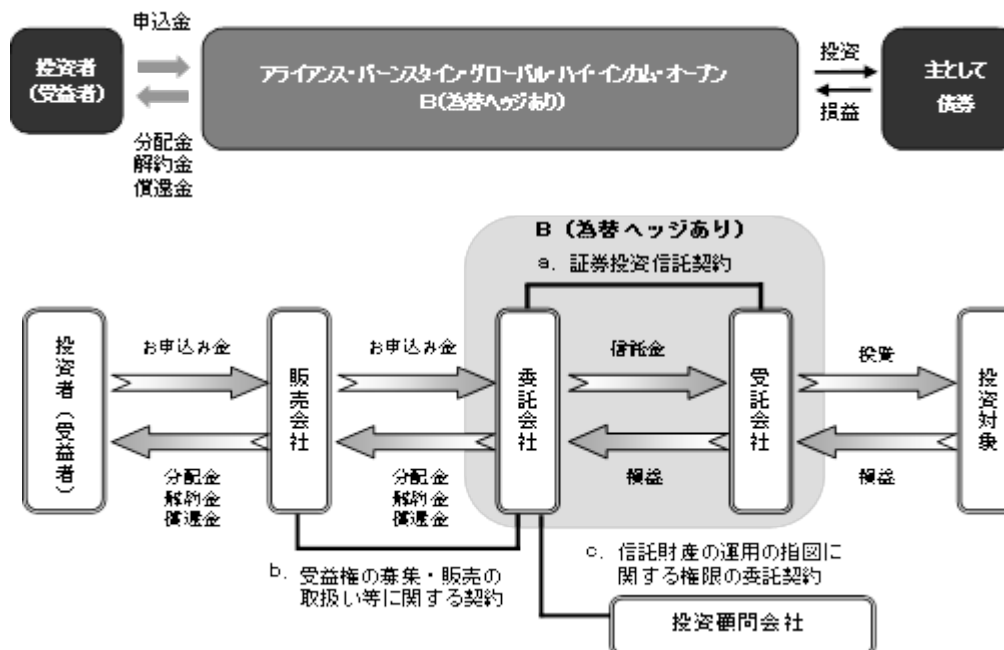 申込金
投資者
(受益者)
アライアンス・バーンスタイン・グローバル・ハイ・インカム・オープン
B(為替ヘッジあり)
投資
損益
主として
債券
分配金
解約金
償還金
B（為替ヘッジあり）
a．証券投資信託契約
投資者（受益者）
お申込み金
販売会社
お申込み金
委託会社
信託金
受託会社
投資
投資対象
分配金
解約金
償還金
分配金
解約金
償還金
損益
損益
b．受益権の募集・販売の
取扱い等に関する契約
c．信託財産の運用の指図に
関する権限の委託契約
投資顧問会社